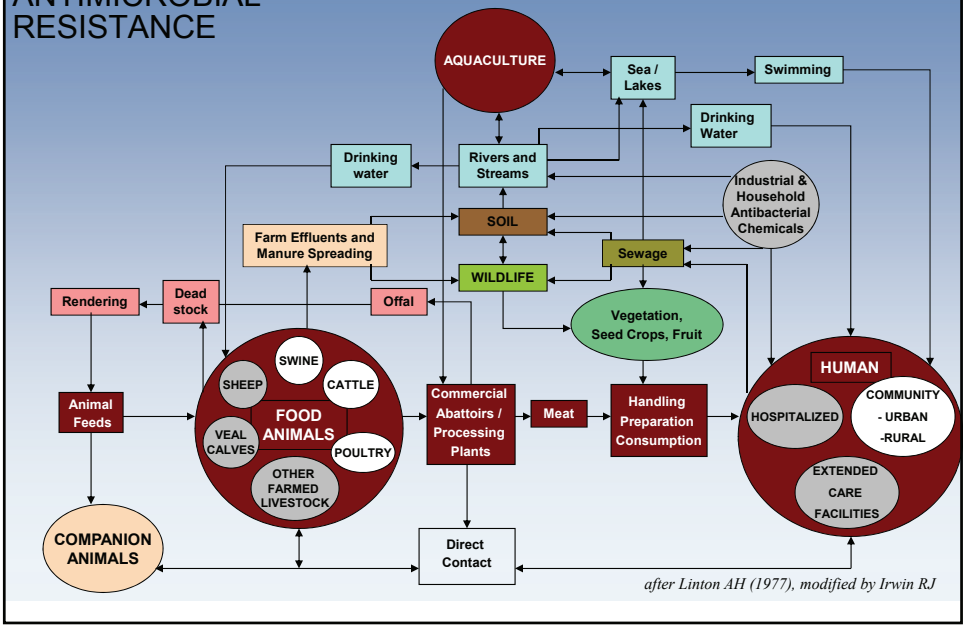 ANTIMICROBIAL
RESISTANCE
AQUACULTURE
Sea /
Lakes
Swimming
Drinking
Water
Drinking
water
Rivers and
Streams
Industrial &
Household
Antibacterial
Chemicals
SOIL
Farm Effluents and
Manure Spreading
Sewage
WILDLIFE
Rendering
Dead
stock
Offal
Vegetation,
Seed Crops, Fruit
SWINE
SHEEP
CATTLE
FOOD
ANIMALS
VEAL
CALVES
POULTRY
OTHER
FARMED
LIVESTOCK
Animal
Feeds
Commercial
Abattoirs /
Processing
Plants
Meat
Handling
Preparation
Consumption
HUMAN
HOSPITALIZED
COMMUNITY
- URBAN
-RURAL
EXTENDED
CARE
FACILITIES
COMPANION
ANIMALS
Direct
Contact
after Linton AH (1977), modified by Irwin RJ